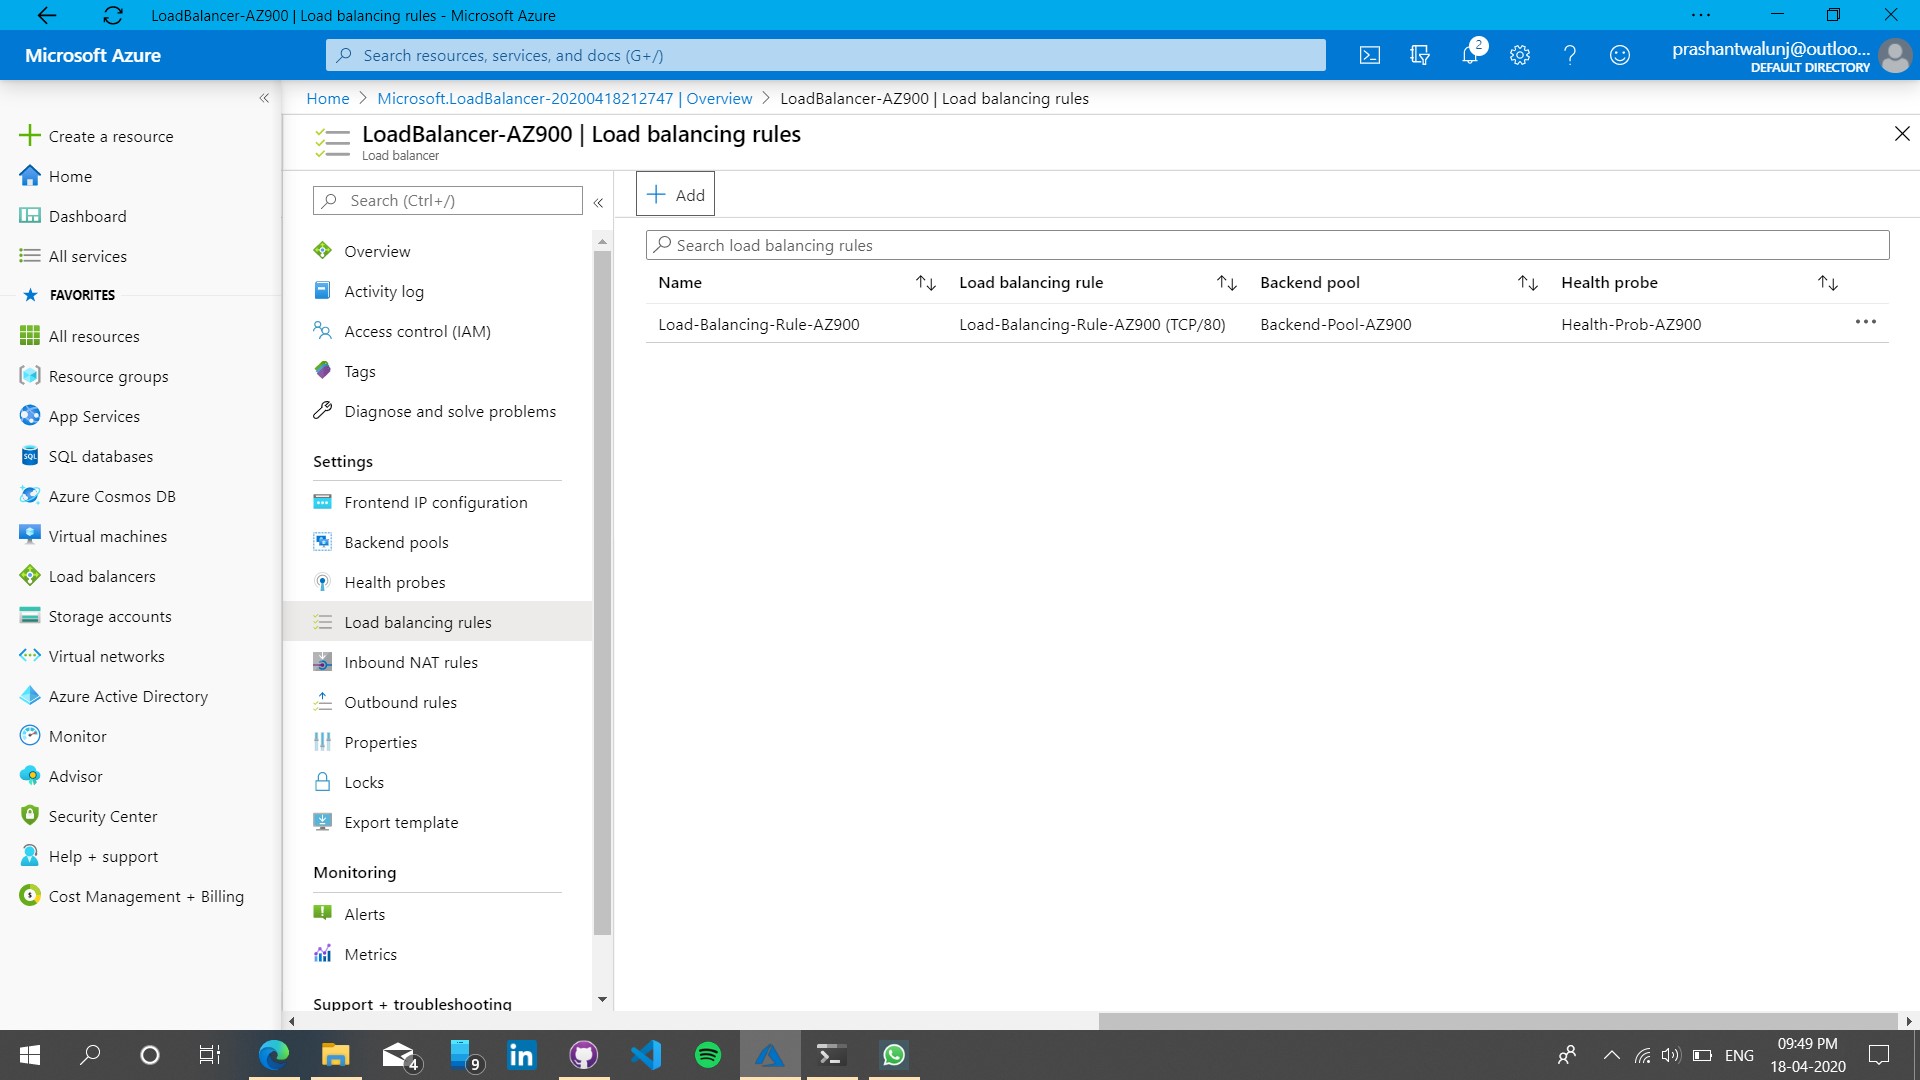 LoadBalancer-AZ900 | Load balancing rules - Microsoft Azure
Microsoft Azure
Search resources, services, and docs (G+/)
2
prashantwalunj@outloo...
DEFAULT DIRECTORY
Home > Microsoft.LoadBalancer-20200418212747 | Overview > LoadBalancer-AZ900 | Load balancing rules
LoadBalancer-AZ900 | Load balancing rules
Load balancer
Create a resource
Home
Dashboard
All services
FAVORITES
All resources
Resource groups
App Services
SQL databases
Azure Cosmos DB
Virtual machines
Load balancers
Storage accounts
Virtual networks
Azure Active Directory
Monitor
Advisor
Security Center
Help + support
Cost Management + Billing
Search (Ctrl+/)
Overview
Activity log
Access control (IAM)
Tags
Diagnose and solve problems
Settings
Frontend IP configuration
Backend pools
Health probes
Load balancing rules
Inbound NAT rules
Outbound rules
Properties
Locks
Export template
Monitoring
Alerts
Metrics
Support + troubleshooting
Add
Search load balancing rules
Name Load balancing rule Backend pool Health probe
Load-Balancing-Rule-AZ900 Load-Balancing-Rule-AZ900 (TCP/80) Backend-Pool-AZ900 Health-Prob-AZ900
4
9
ENG
09:49 PM
18-04-2020